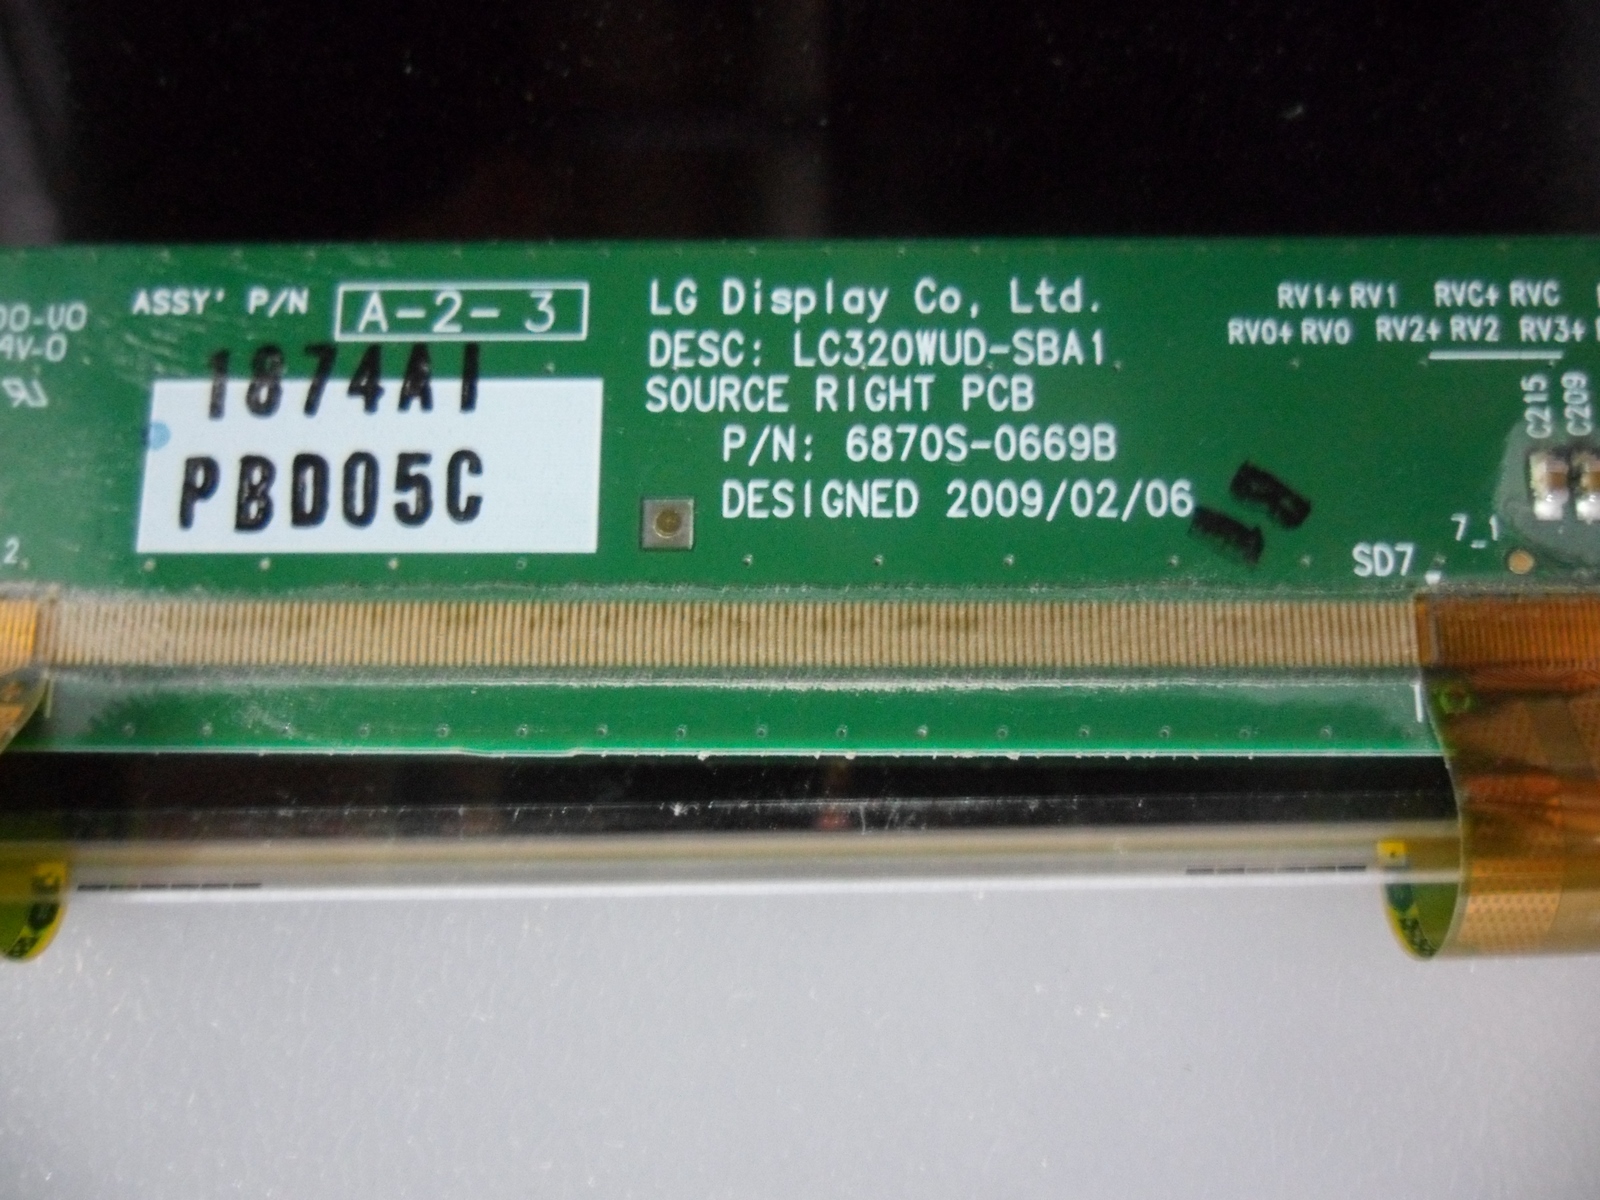 ASSY' P/N A-2-3
1874A1
PBD05C
LG Display Co, Ltd.
DESC: LC320WUD-SBA1
SOURCE RIGHT PCB
P/N: 6870S-0669B
DESIGNED 2009/02/06
RV1+ RV1 RVC+ RVC
RV0+ RV0 RV2+ RV2 RV3+
C215
C209
7_1
SD7
2